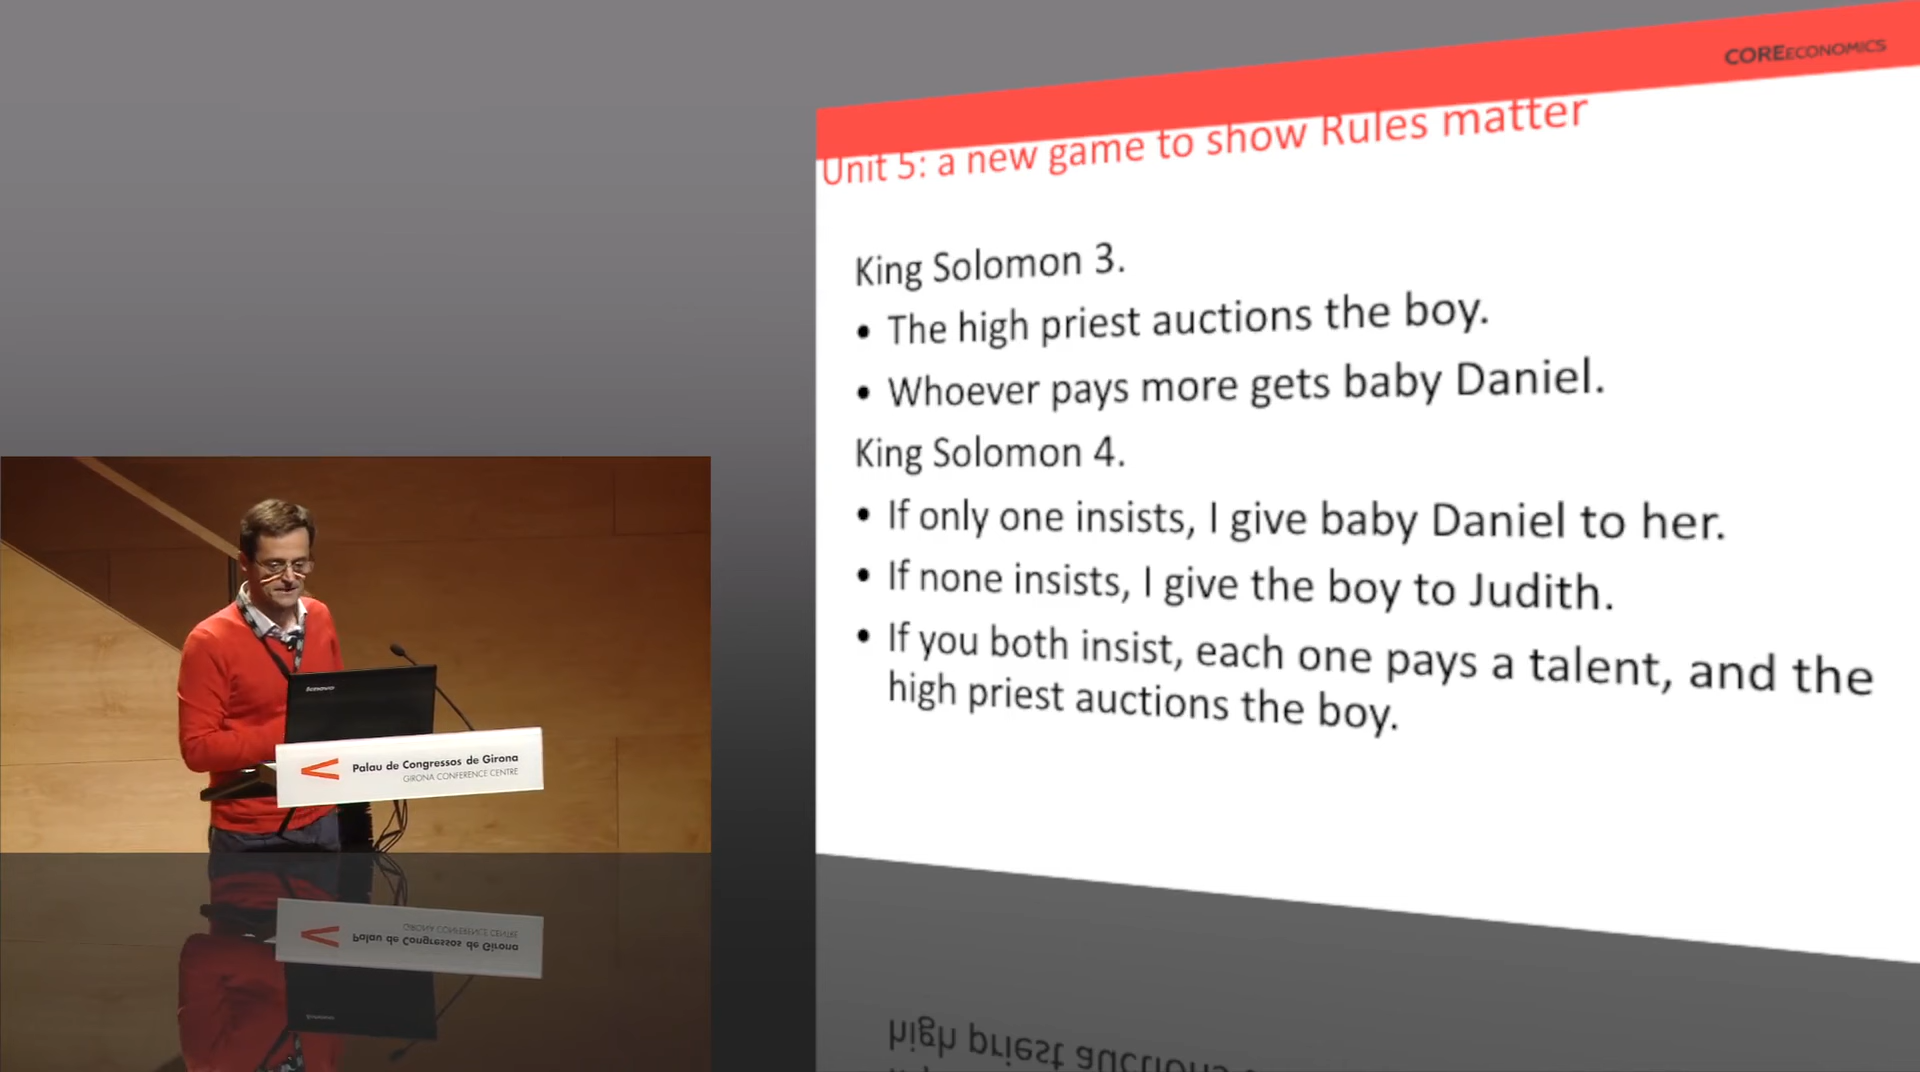 COREECONOMICS
Unit 5: a new game to show Rules matter
King Solomon 3.
• The high priest auctions the boy.
• Whoever pays more gets baby Daniel.
King Solomon 4.
• If only one insists, I give baby Daniel to her.
• If none insists, I give the boy to Judith.
• If you both insist, each one pays a talent, and the
high priest auctions the boy.
lenovo
Palau de Congressos de Girona
GIRONA CONFERENCE CENTRE